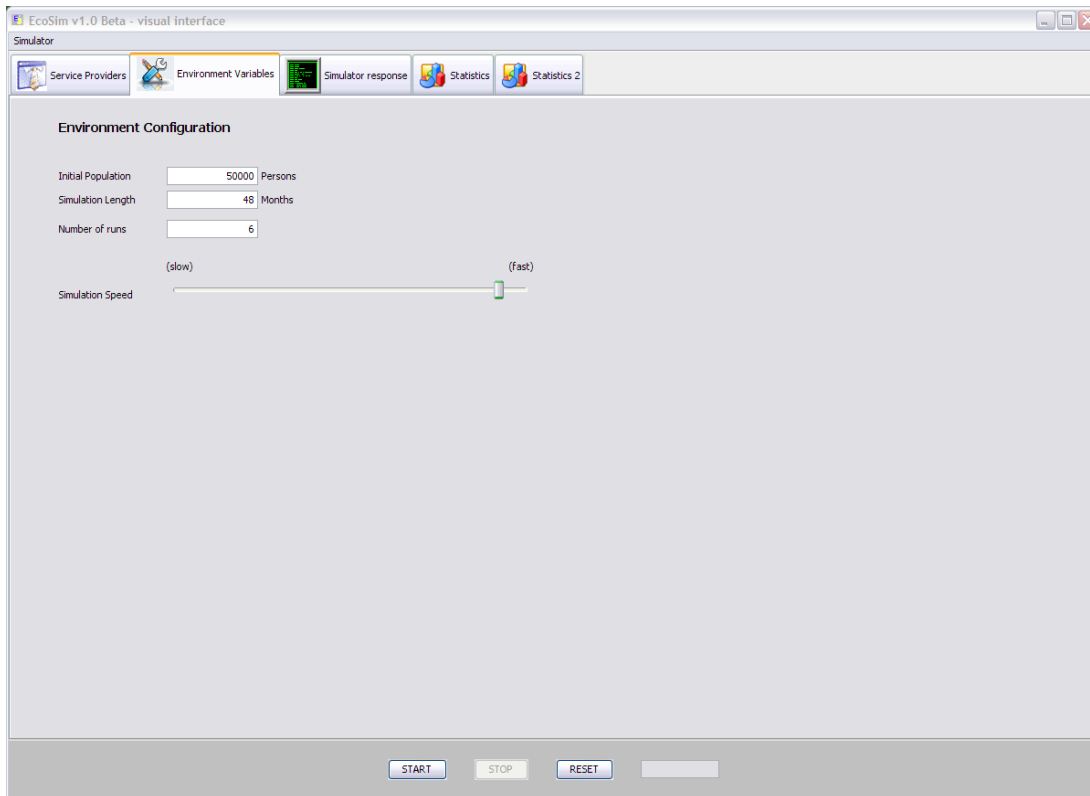 EcoSim v1.0 Beta - visual interface
Simulator
Service Providers Environment Variables Simulator response Statistics Statistics 2
Environment Configuration
Initial Population 50000 Persons
Simulation Length 48 Months
Number of runs 6
(slow) (fast)
Simulation Speed
START STOP RESET